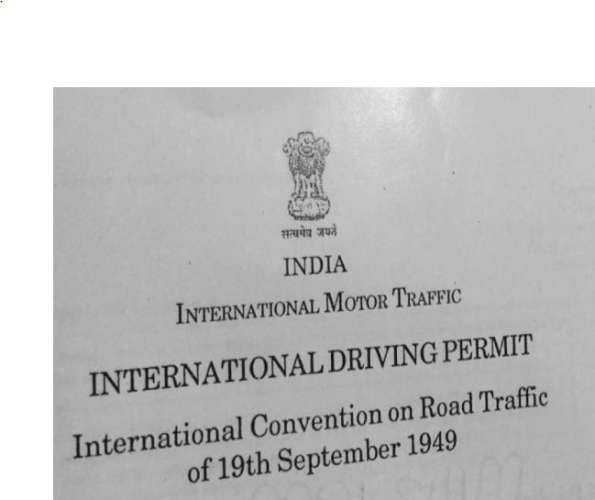 सत्यमेव जयते
INDIA
INTERNATIONAL MOTOR TRAFFIC
INTERNATIONAL DRIVING PERMIT
International Convention on Road Traffic
of 19th September 1949